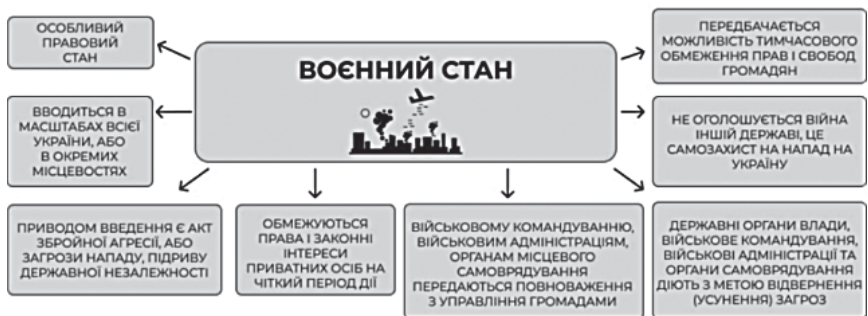 ОСОБЛИВИЙ
ПРАВОВИЙ
СТАН
ВОЄННИЙ СТАН
ПЕРЕДБАЧАЄТЬСЯ
МОЖЛИВІСТЬ ТИМЧАСОВОГО
ОБМЕЖЕННЯ ПРАВ І СВОБОД
ГРОМАДЯН
ВВОДИТЬСЯ В
МАСШТАБАХ ВСІЄЇ
УКРАЇНИ, АБО
В ОКРЕМИХ
МІСЦЕВОСТЯХ
НЕ ОГОЛОШУЄТЬСЯ ВІЙНА
ІНШІЙ ДЕРЖАВІ, ЦЕ
САМОЗАХИСТ НА НАПАД НА
УКРАЇНУ
ПРИВОДОМ ВВЕДЕННЯ Є АКТ
ЗБРОЙНОЇ АГРЕСІЇ, АБО
ЗАГРОЗИ НАПАДУ, ПІДРИВУ
ДЕРЖАВНОЇ НЕЗАЛЕЖНОСТІ
ОБМЕЖУЮТЬСЯ
ПРАВА І ЗАКОННІ
ІНТЕРЕСИ
ПРИВАТНИХ ОСІБ НА
ЧІТКИЙ ПЕРІОД ДІЇ
ВІЙСЬКОВОМУ КОМАНДУВАННЮ,
ВІЙСЬКОВИМ АДМІНІСТРАЦІЯМ,
ОРГАНАМ МІСЦЕВОГО
САМОВРЯДУВАННЯ
ПЕРЕДАЮТЬСЯ ПОВНОВАЖЕННЯ
З УПРАВЛІННЯ ГРОМАДАМИ
ДЕРЖАВНІ ОРГАНИ ВЛАДИ,
ВІЙСЬКОВЕ КОМАНДУВАННЯ,
ВІЙСЬКОВІ АДМІНІСТРАЦІЇ ТА
ОРГАНИ САМОВРЯДУВАННЯ
ДІЮТЬ З МЕТОЮ ВІДВЕРНЕННЯ
(УСУНЕННЯ) ЗАГРОЗ